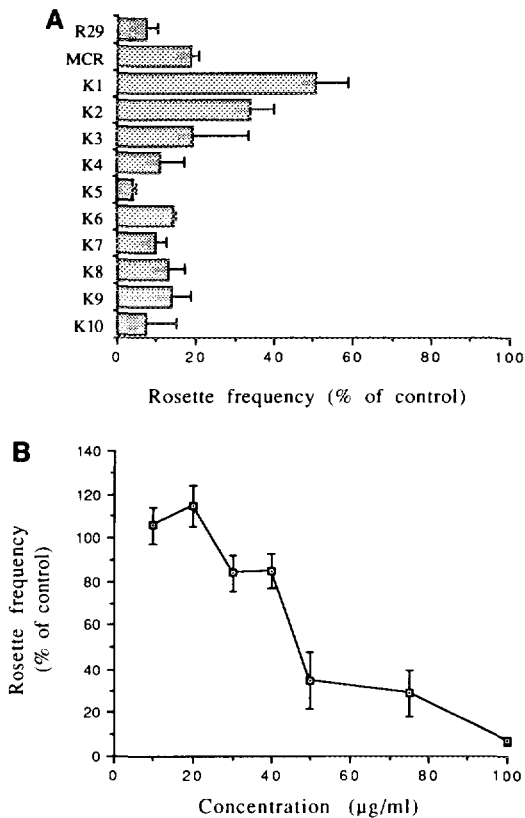 A
R29
MCR
K1
K2
K3
K4
K5
K6
K7
K8
K9
K10
0 20 40 60 80 100
Rosette frequency (% of control)
B
Rosette frequency
(% of control)
140
120
100
80
60
40
20
0
0 20 40 60 80 100
Concentration (µg/ml)